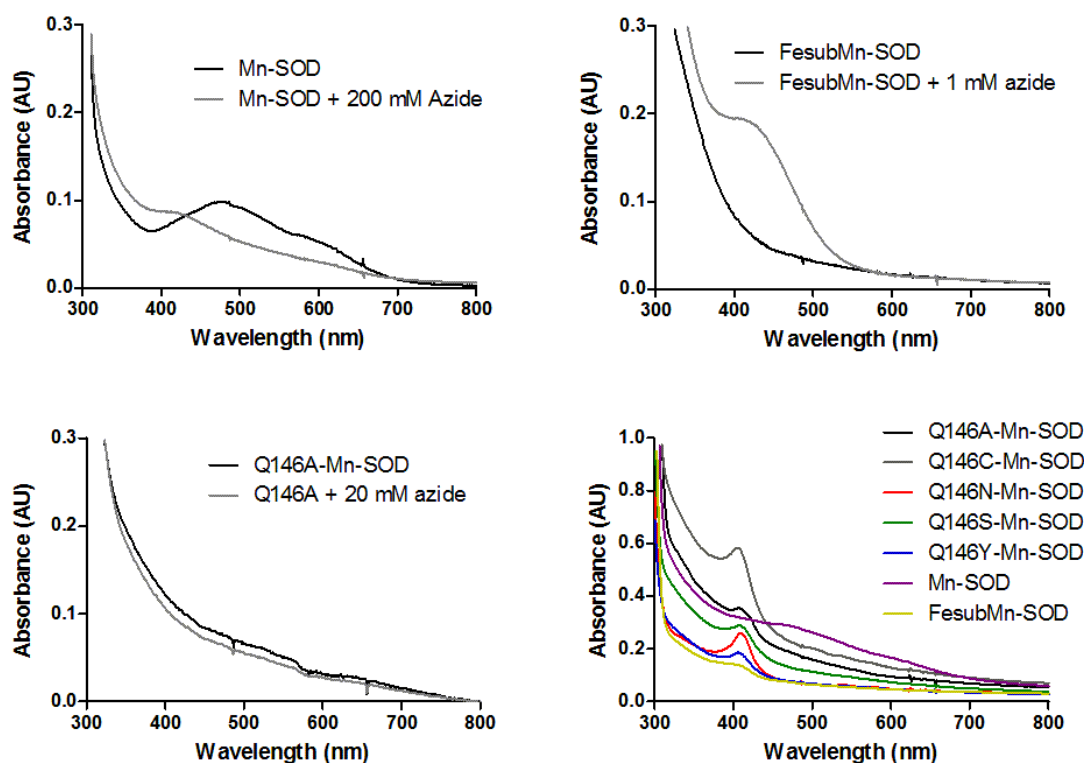 0.3
0.2
0.1
0.0
Absorbance (AU)
Mn-SOD
Mn-SOD + 200 mM Azide
300 400 500 600 700 800
Wavelength (nm)
0.3
0.2
0.1
0.0
Absorbance (AU)
FesubMn-SOD
FesubMn-SOD + 1 mM azide
300 400 500 600 700 800
Wavelength (nm)
0.3
0.2
0.1
0.0
Absorbance (AU)
Q146A-Mn-SOD
Q146A + 20 mM azide
300 400 500 600 700 800
Wavelength (nm)
1.0
0.8
0.6
0.4
0.2
0.0
Absorbance (AU)
Q146A-Mn-SOD
Q146C-Mn-SOD
Q146N-Mn-SOD
Q146S-Mn-SOD
Q146Y-Mn-SOD
Mn-SOD
FesubMn-SOD
300 400 500 600 700 800
Wavelength (nm)